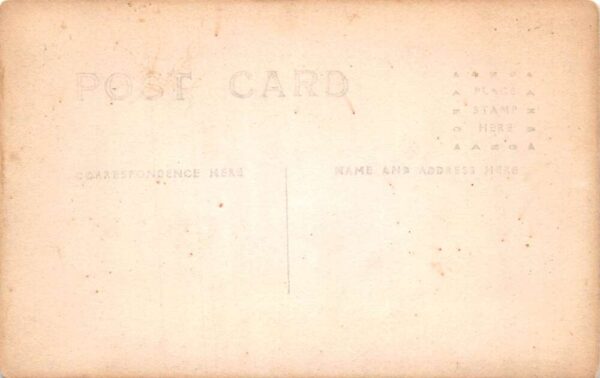 POST CARD
PLACE
STAMP
HERE
CORRESPONDENCE HERE
NAME AND ADDRESS HERE